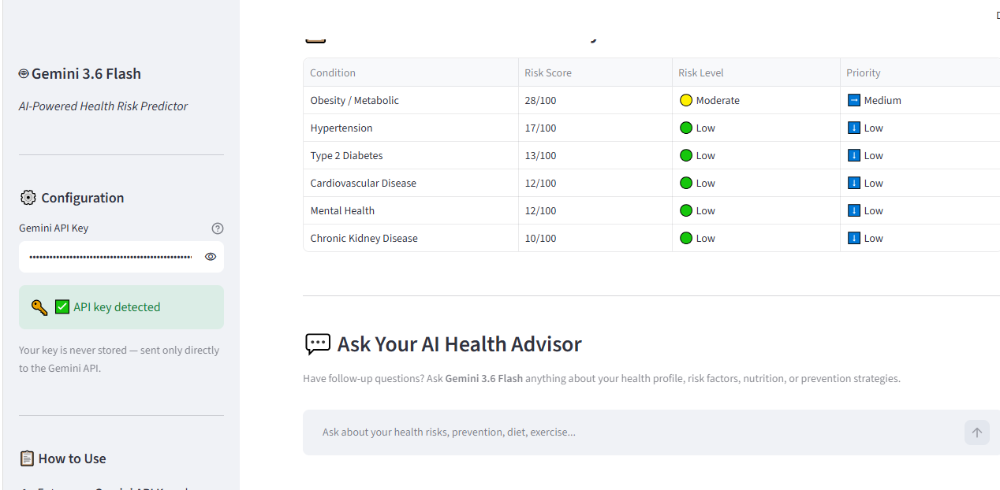 Gemini 3.6 Flash
AI-Powered Health Risk Predictor
Configuration
Gemini API Key
API key detected
Your key is never stored — sent only directly
to the Gemini API.
How to Use
Condition Risk Score Risk Level Priority
Obesity / Metabolic 28/100 Moderate Medium
Hypertension 17/100 Low Low
Type 2 Diabetes 13/100 Low Low
Cardiovascular Disease 12/100 Low Low
Mental Health 12/100 Low Low
Chronic Kidney Disease 10/100 Low Low
Ask Your AI Health Advisor
Have follow-up questions? Ask Gemini 3.6 Flash anything about your health profile, risk factors, nutrition, or prevention strategies.
Ask about your health risks, prevention, diet, exercise...